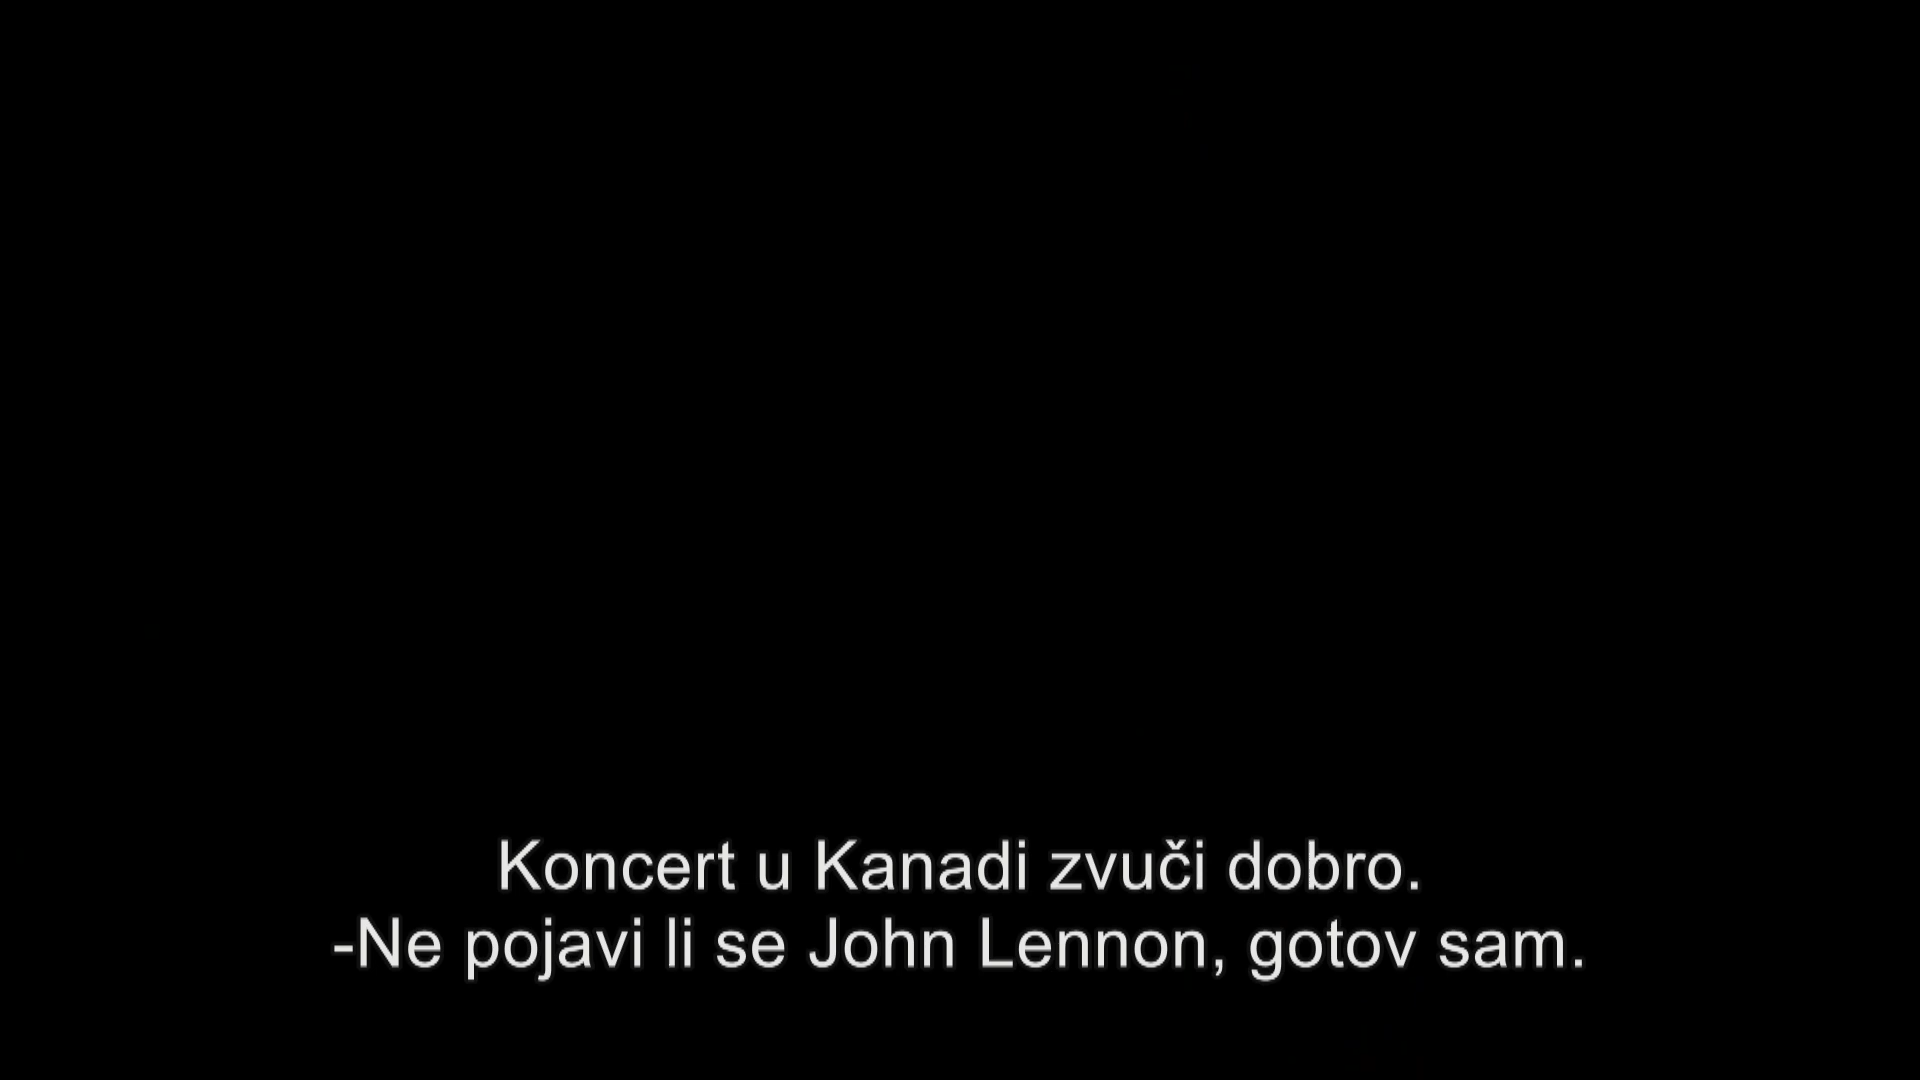 Koncert u Kanadi zvuči dobro.
-Ne pojavi li se John Lennon, gotov sam.